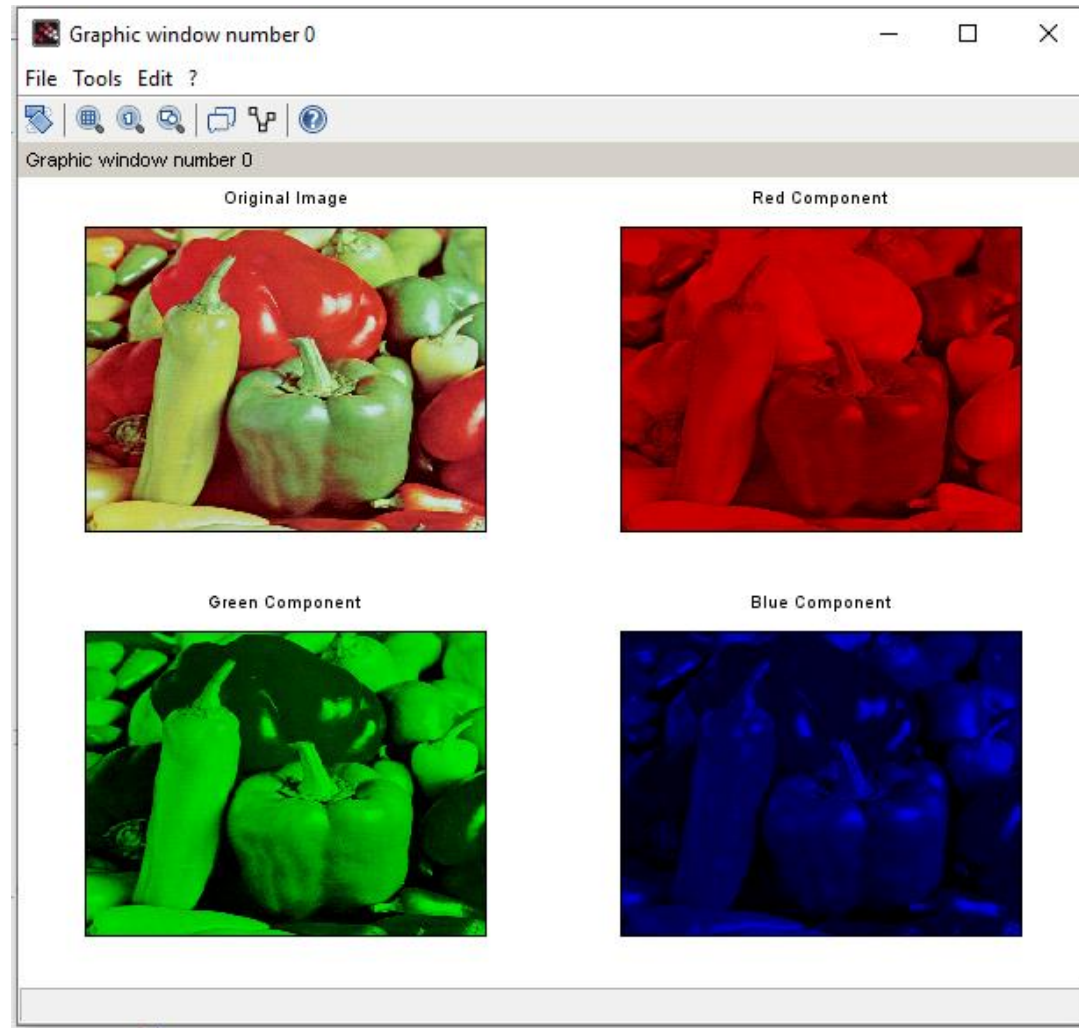 Graphic window number 0
File Tools Edit ?
Graphic window number 0
Original Image
Red Component
Green Component
Blue Component